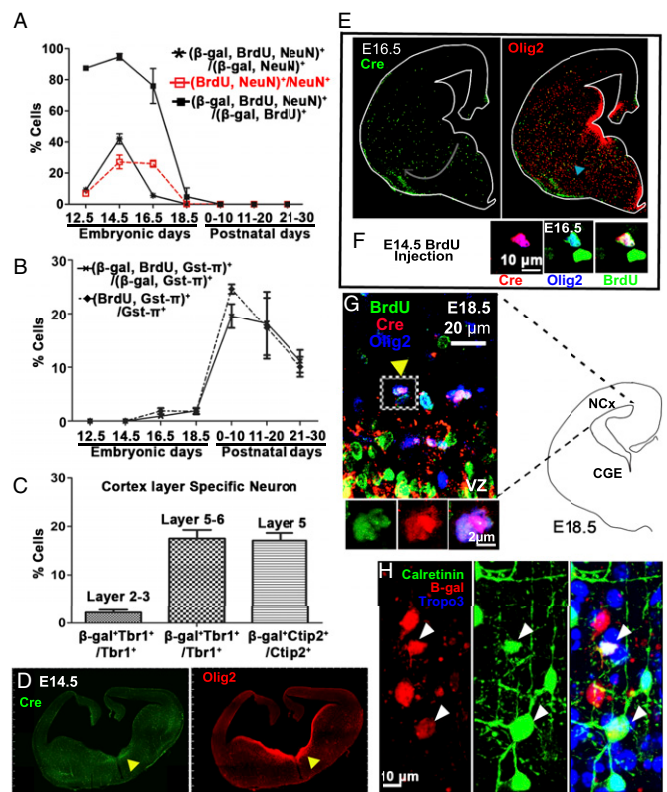 A
(β-gal, BrdU, NeuN)⁺
/(β-gal, NeuN)⁺
(BrdU, NeuN)⁺/NeuN⁺
(β-gal, BrdU, NeuN)⁺
/(β-gal, BrdU)⁺
% Cells
100
80
60
40
20
0
12.5 14.5 16.5 18.5 0-10 11-20 21-30
Embryonic days Postnatal days
B
(β-gal, BrdU, Gst-π)⁺
/(β-gal, Gst-π)⁺
(BrdU, Gst-π)⁺
/Gst-π⁺
% Cells
30
20
10
0
12.5 14.5 16.5 18.5 0-10 11-20 21-30
Embryonic days Postnatal days
C
Cortex layer Specific Neuron
% Cells
30
20
10
0
Layer 2-3
Layer 5-6
Layer 5
β-gal⁺Tbr1⁺
/Tbr1⁺
β-gal⁺Tbr1⁺
/Tbr1⁺
β-gal⁺Ctip2⁺
/Ctip2⁺
D E14.5
Cre
Olig2
E
E16.5
Cre
Olig2
F
E14.5 BrdU
Injection
E16.5
10 µm
Cre Olig2 BrdU
G
BrdU
Cre
Olig2
E18.5
20 µm
VZ
2µm
NCx
CGE
E18.5
H
Calretinin
B-gal
Tropo3
10 µm